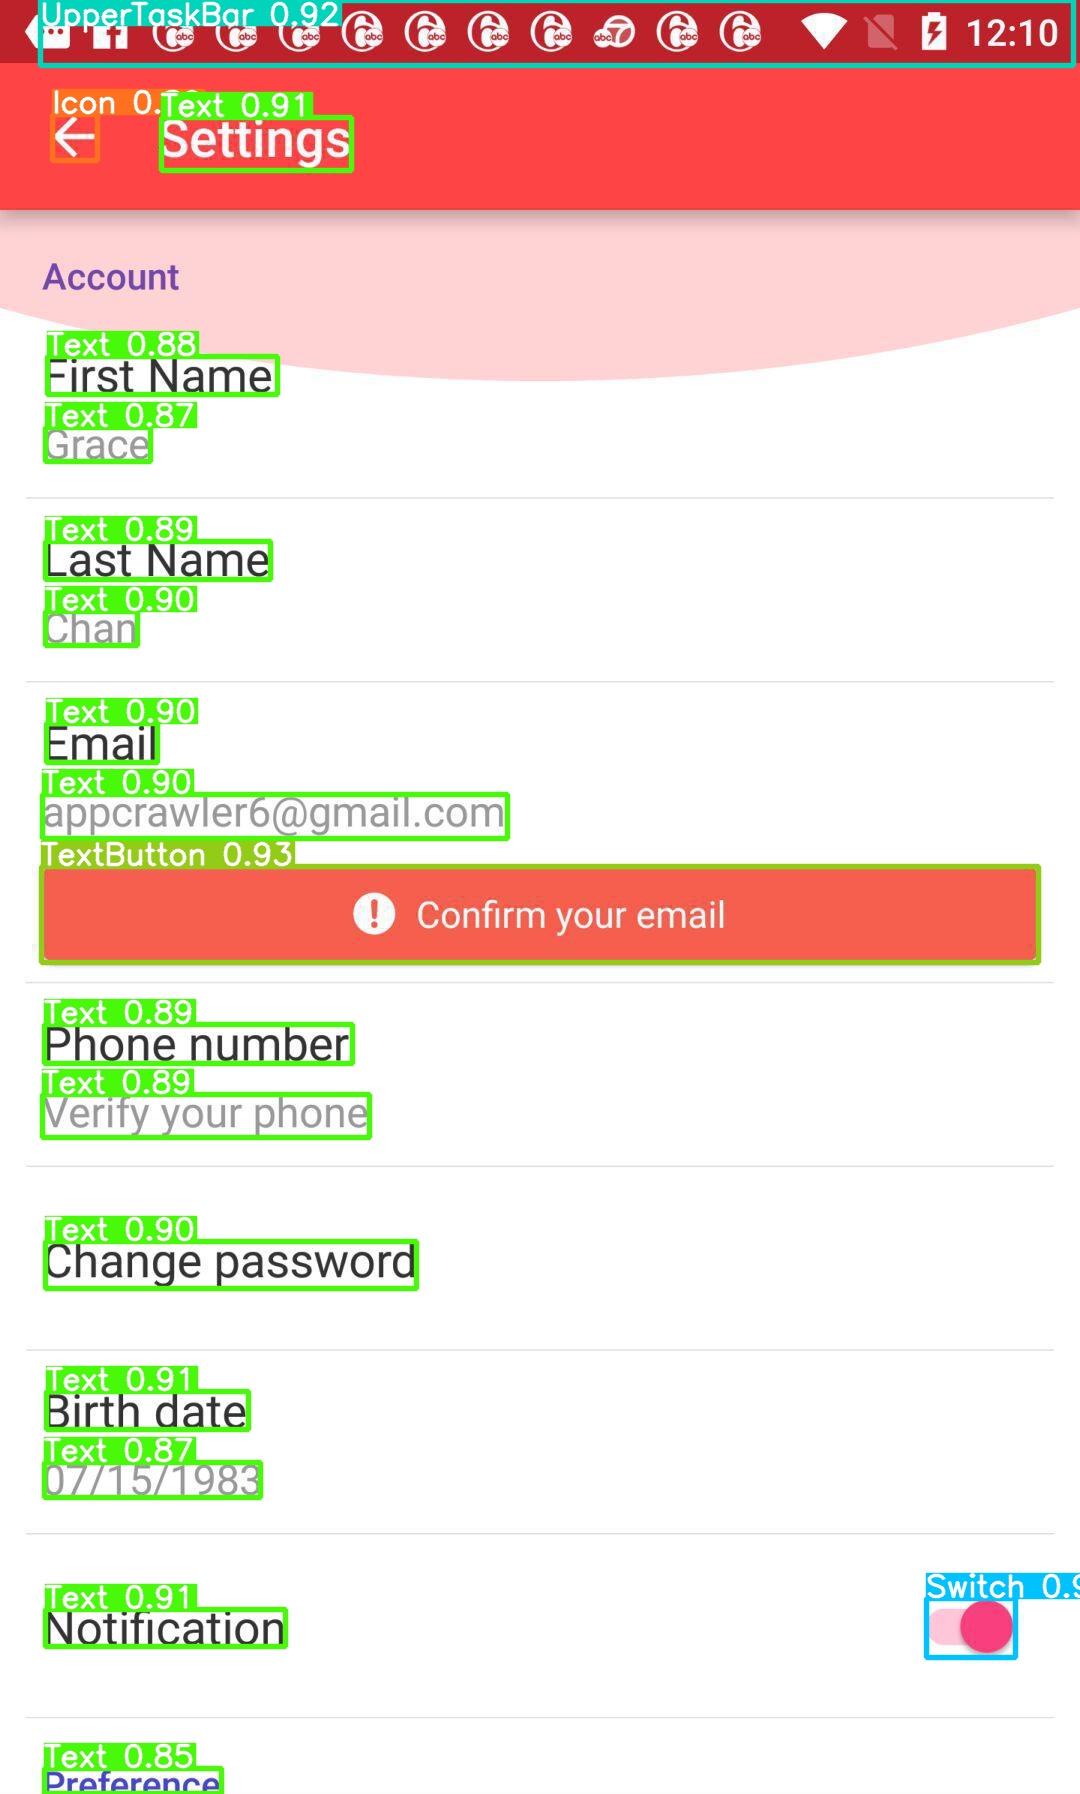 UpperTaskBar 0.92
12:10
Icon 0.
Text 0.91
Settings
Account
Text 0.88
First Name
Text 0.87
Grace
Text 0.89
Last Name
Text 0.90
Chan
Text 0.90
Email
Text 0.90
appcrawler6@gmail.com
TextButton 0.93
Confirm your email
Text 0.89
Phone number
Text 0.89
Verify your phone
Text 0.90
Change password
Text 0.91
Birth date
Text 0.87
07/15/1983
Text 0.91
Notification
Switch 0.9
Text 0.85
Preference